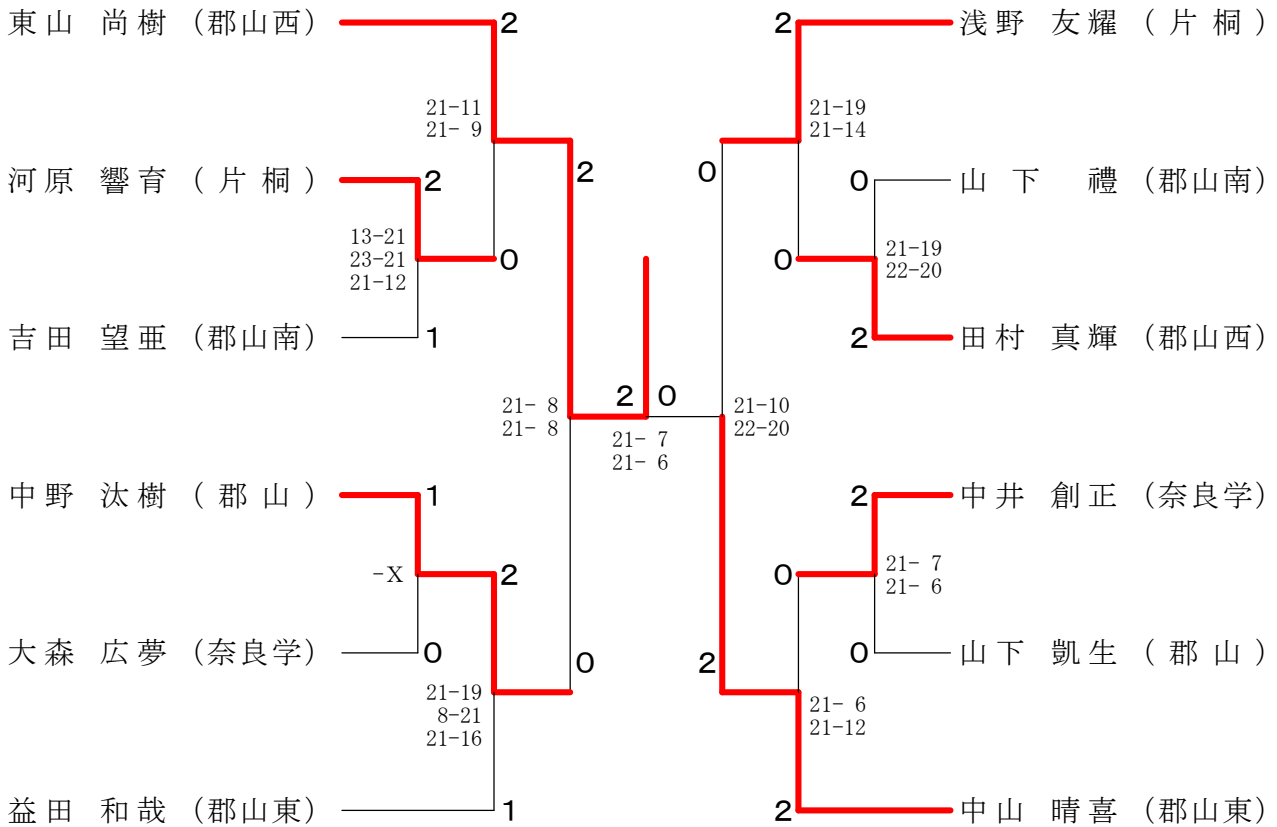 東山 尚樹 (郡山西) 2 2 浅野 友耀 (片桐)
21-11 21-19
21- 9 21-14
河原 響育 (片桐) 2 2 0 0 山下 禮 (郡山南)
13-21
23-21 0 0 21-19
21-12 22-20
吉田 望亜 (郡山南) 1 2 田村 真輝 (郡山西)
21- 8 2 0 21-10
21- 8 22-20
21- 7
21- 6
中野 汰樹 (郡山) 1 2 中井 創正 (奈良学)
-X 2 0 21- 7
21- 6
大森 広夢 (奈良学) 0 0 2 0 山下 凱生 (郡山)
21-19 21- 6
8-21 21-12
21-16
益田 和哉 (郡山東) 1 2 中山 晴喜 (郡山東)